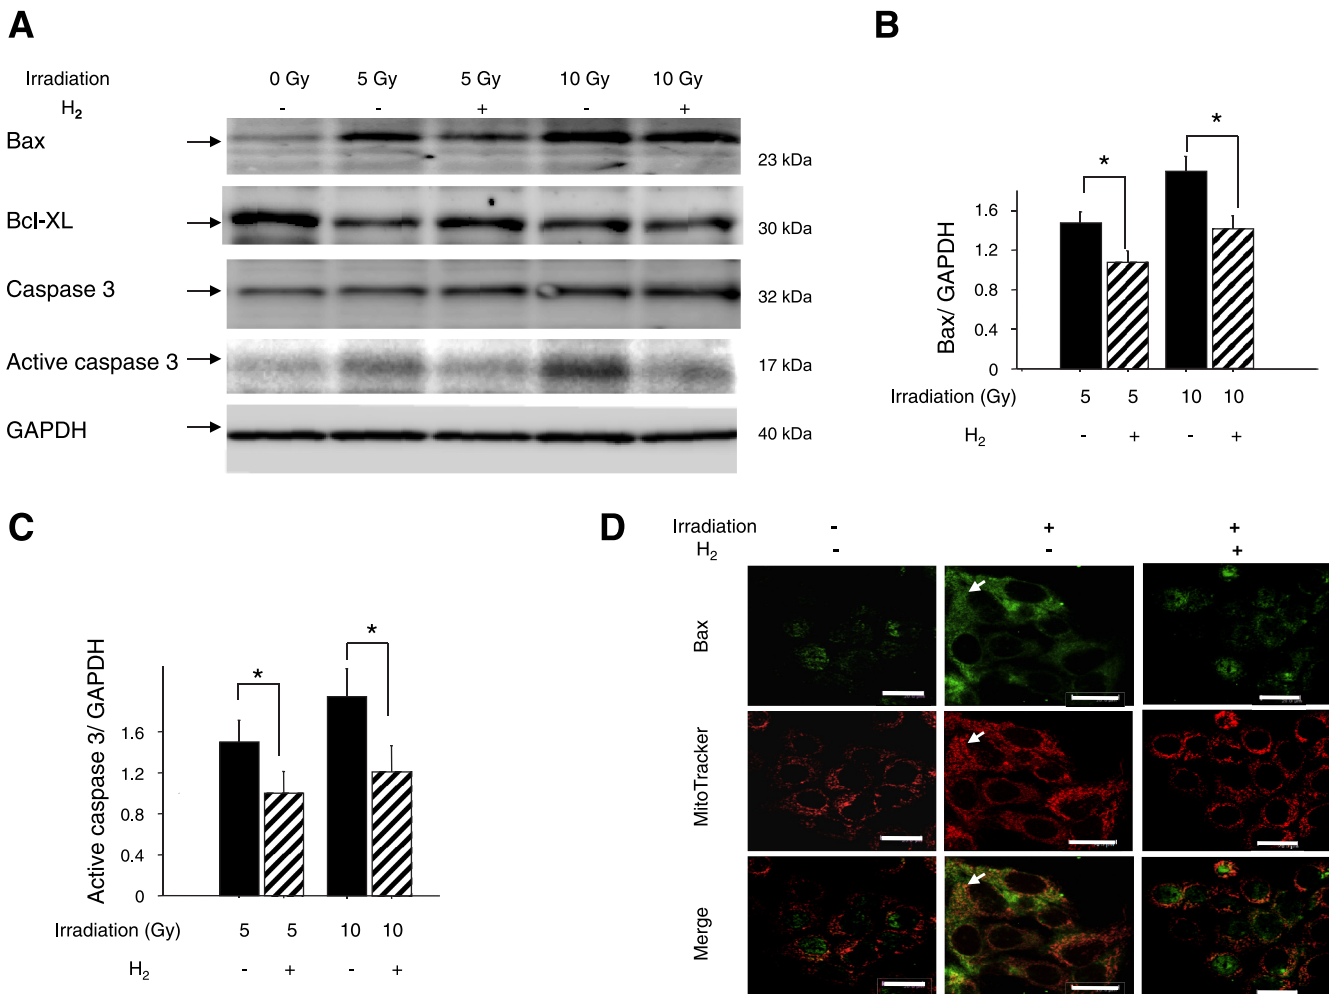 A
Irradiation 0 Gy 5 Gy 5 Gy 10 Gy 10 Gy
H2 - - + - +
Bax 23 kDa
Bcl-XL 30 kDa
Caspase 3 32 kDa
Active caspase 3 17 kDa
GAPDH 40 kDa
B
* *
Bax/ GAPDH
1.6
1.2
0.8
0.4
0
Irradiation (Gy) 5 5 10 10
H2 - + - +
C
* *
Active caspase 3/ GAPDH
1.6
1.2
0.8
0.4
0
Irradiation (Gy) 5 5 10 10
H2 - + - +
D
Irradiation - + +
H2 - - +
Bax
MitoTracker
Merge